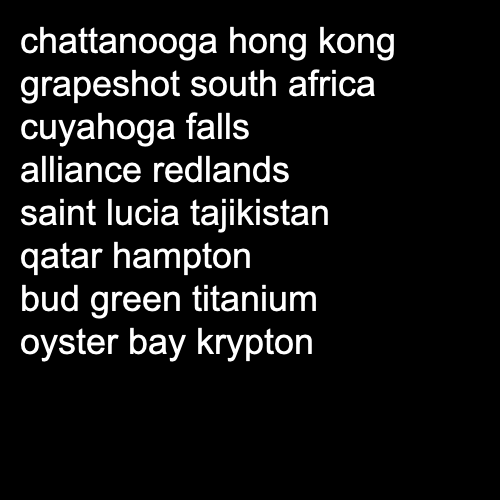 chattanooga hong kong
grapeshot south africa
cuyahoga falls
alliance redlands
saint lucia tajikistan
qatar hampton
bud green titanium
oyster bay krypton